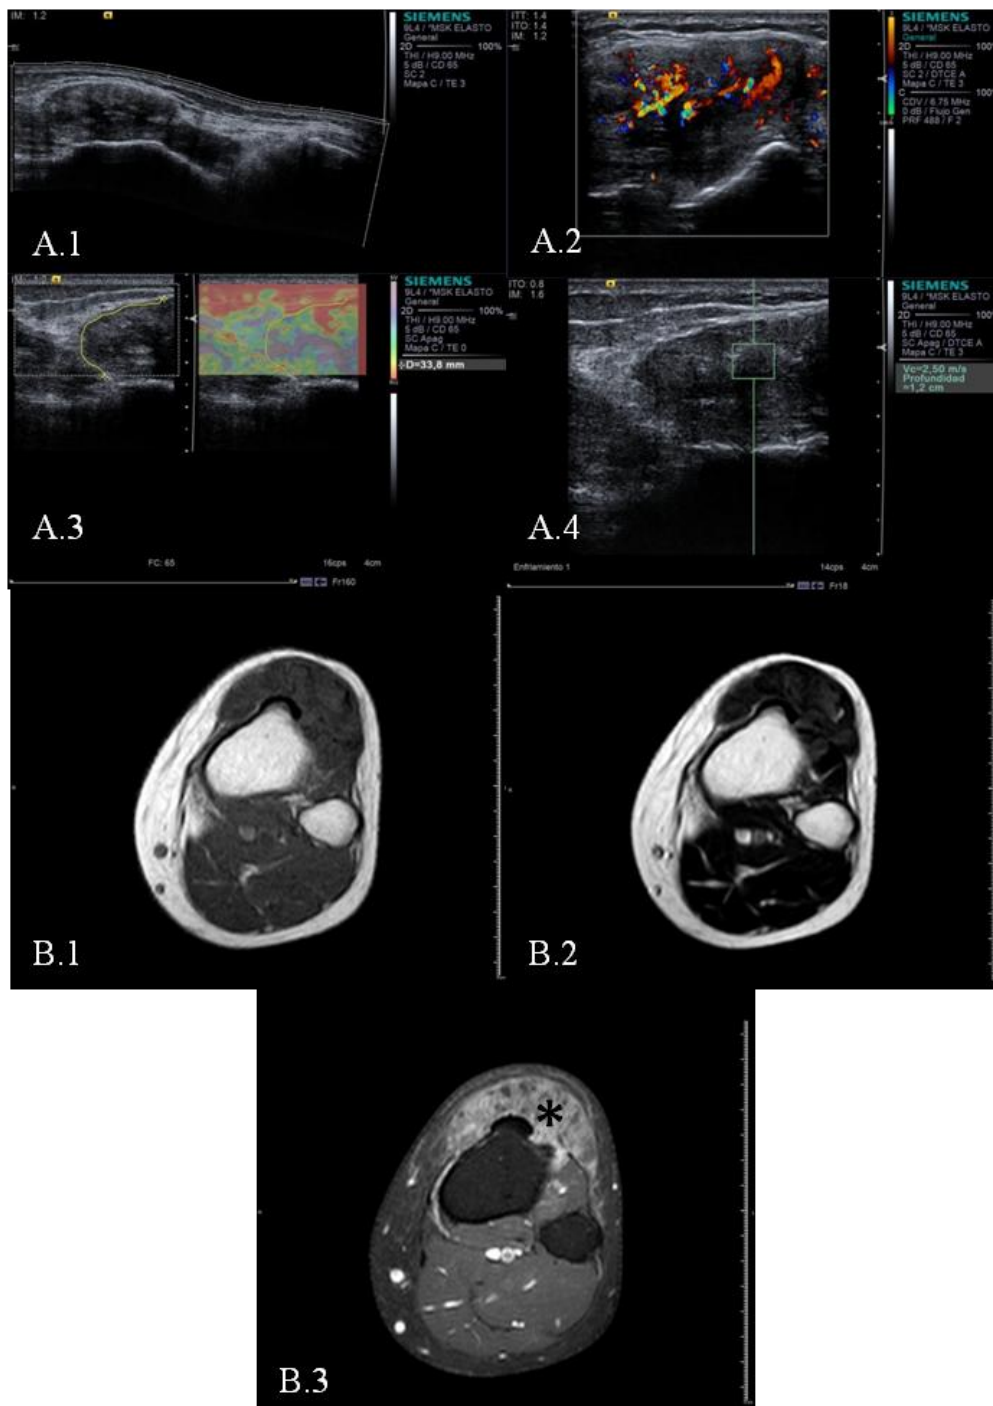 IM: 1.2
SIEMENS
9L4 / *MSK ELASTO
General
2D 100%
THI / H9.00 MHz
5 dB / CD 65
SC 2
Mapa C / TE 3
A.1
ITT: 1.4
ITO: 1.4
IM: 1.2
SIEMENS
9L4 / *MSK ELASTO
General
2D 100%
THI / H9.00 MHz
5 dB / CD 65
SC 2 / DTCE A
Mapa C / TE 3
C 100%
CDV / 6.75 MHz
0 dB / Flujo Gen
PRF 488 / F 2
A.2
SIEMENS
9L4 / *MSK ELASTO
General
2D 100%
THI / H9.00 MHz
5 dB / CD 65
SC Apag
Mapa C / TE 0
D=33,8 mm
A.3
FC: 65 16cps 4cm
Fr160
ITO: 0.8
IM: 1.6
SIEMENS
9L4 / *MSK ELASTO
General
2D 100%
THI / H9.00 MHz
5 dB / CD 65
SC Apag / DTCE A
Mapa C / TE 3
Vc=2,50 m/s
Profundidad
=1,2 cm
A.4
Enfriamiento 1 14cps 4cm
Fr18
B.1
B.2
*
B.3